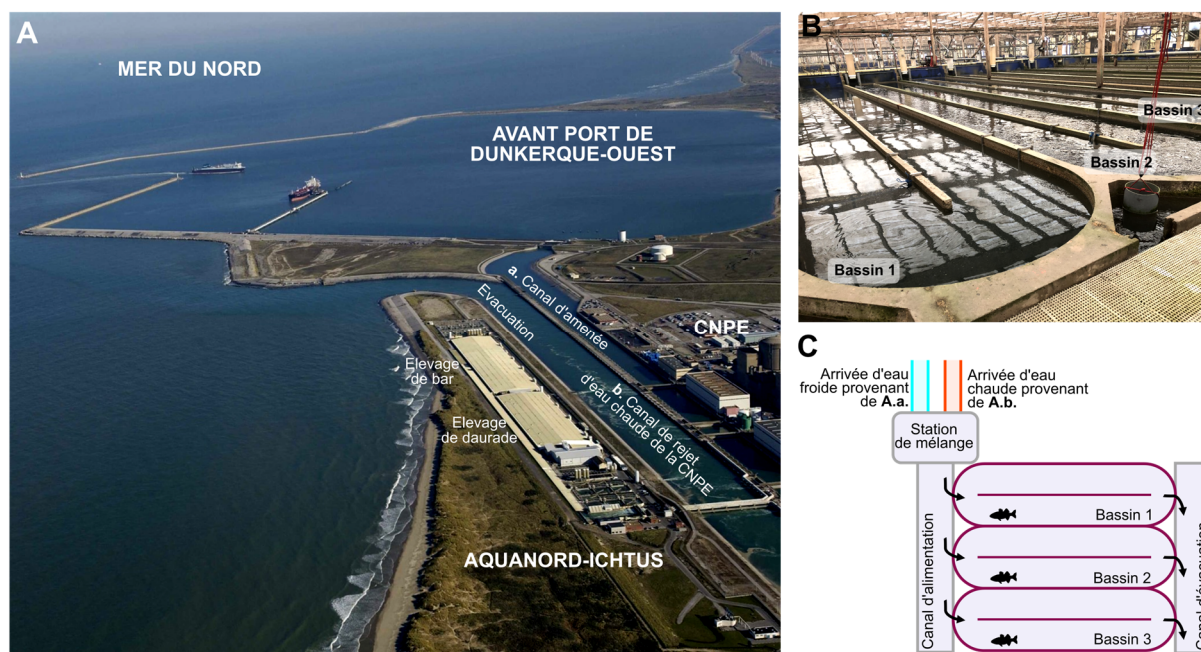 A
MER DU NORD
AVANT PORT DE
DUNKERQUE-OUEST
a. Canal d'amenée
Evacuation
CNPE
Elevage
de bar
b. Canal de rejet
d'eau chaude de la CNPE
Elevage
de daurade
AQUANORD-ICHTUS
B
Bassin 3
Bassin 2
Bassin 1
C
Arrivée d'eau
froide provenant
de A.a.
Arrivée d'eau
chaude provenant
de A.b.
Station
de mélange
Canal d'alimentation
Bassin 1
Bassin 2
Bassin 3
Canal d'évacuation